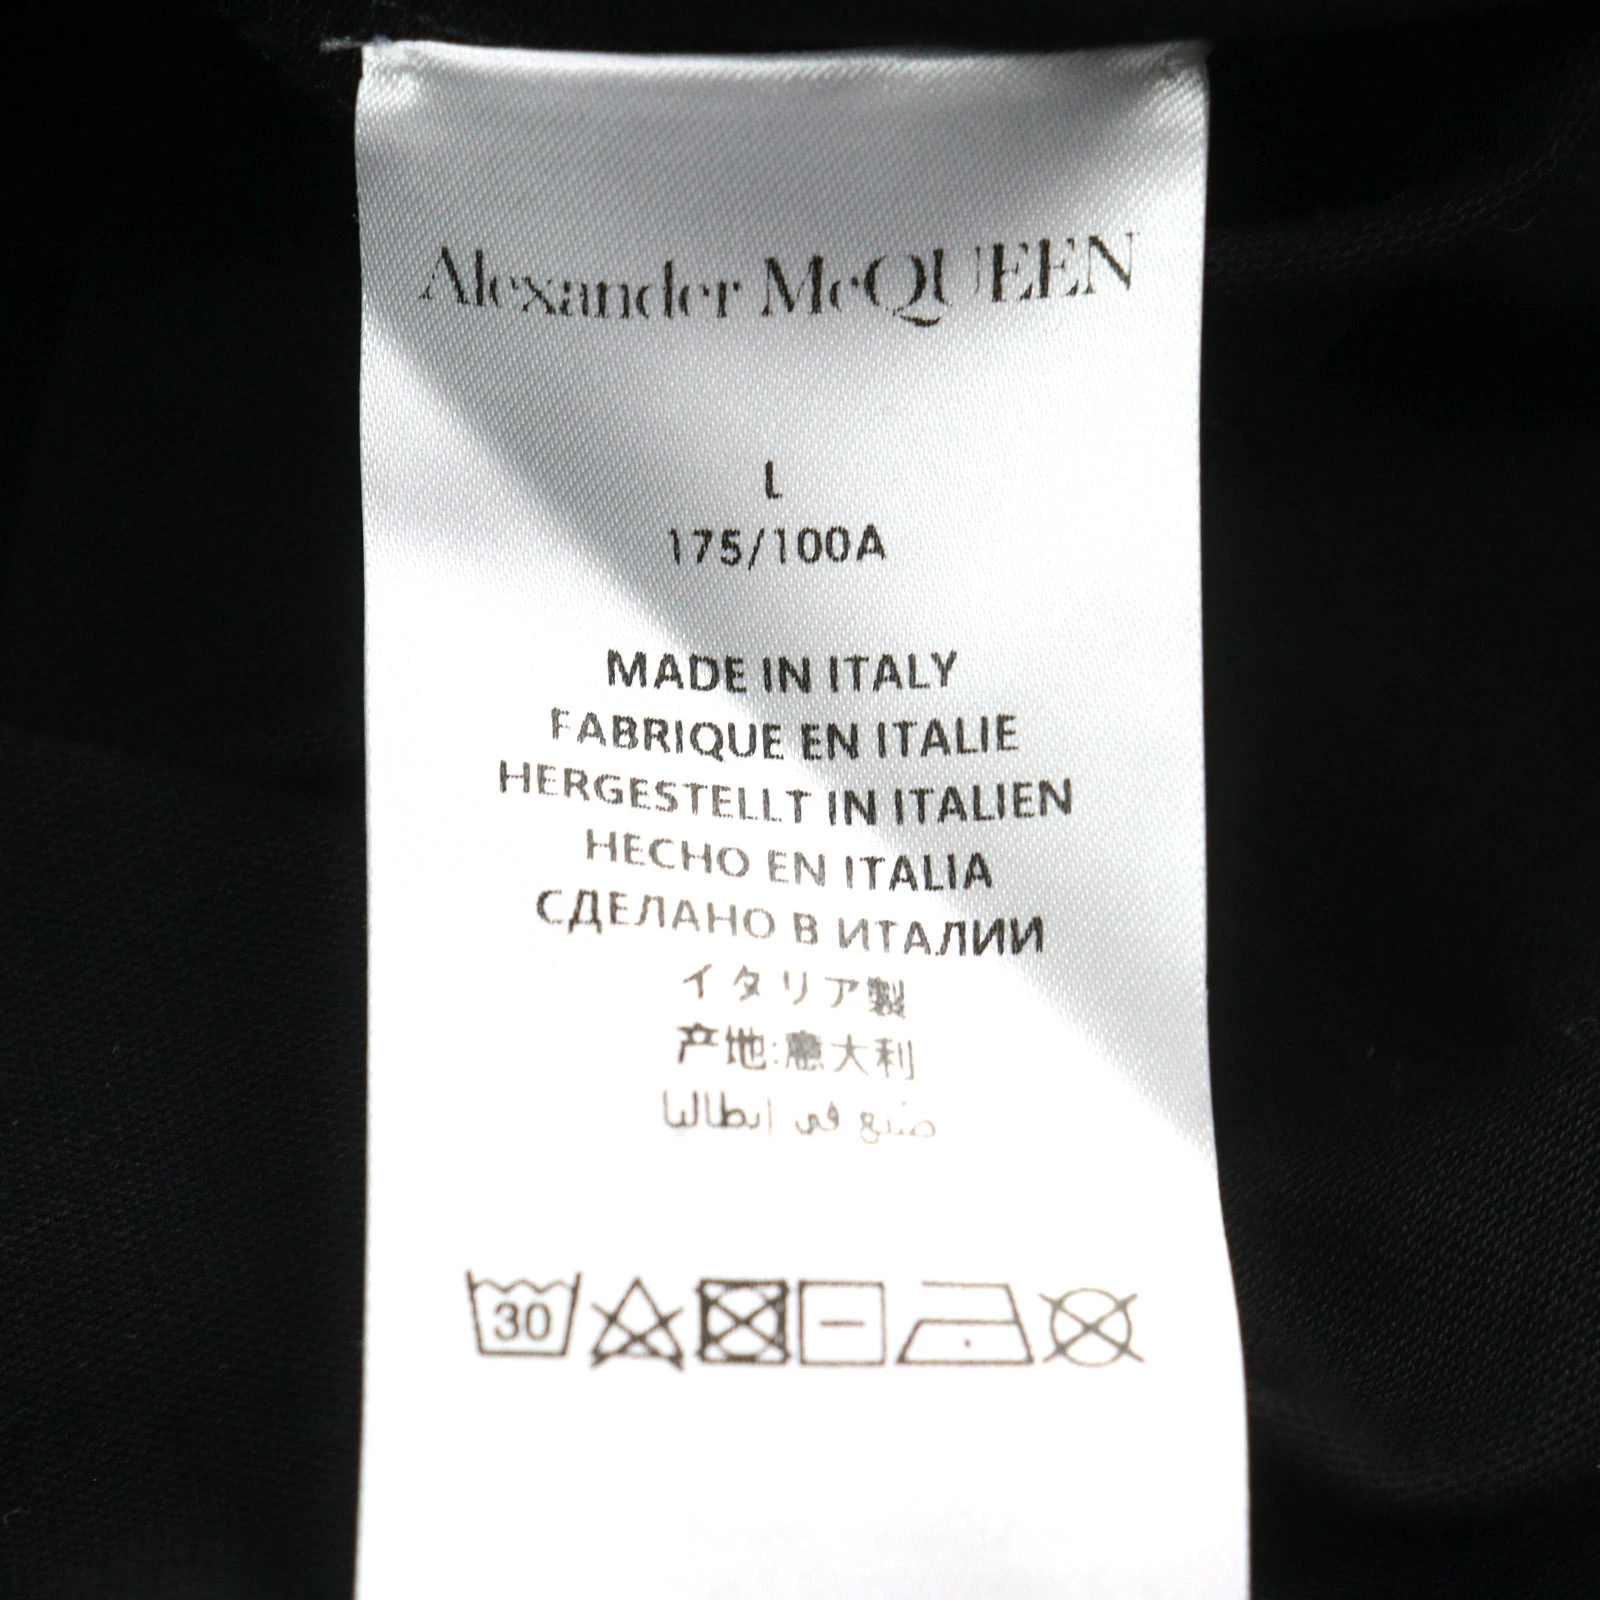 Alexander McQUEEN
L
175/100A
MADE IN ITALY
FABRIQUE EN ITALIE
HERGESTELLT IN ITALIEN
HECHO EN ITALIA
СДЕЛАНО В ИТАЛИИ
イタリア製
产地:意大利
صنع في إيطاليا
30